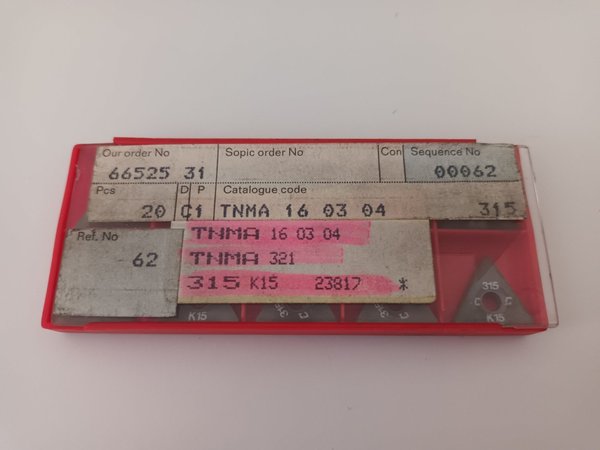 Our order No Sopic order No Con Sequence No
66525 31 00062
Pcs D P Catalogue code
20 C1 TNMA 16 03 04 315
Ref. No
62
TNMA 16 03 04
TNMA 321
315 K15 23817 *
315
K15
K15